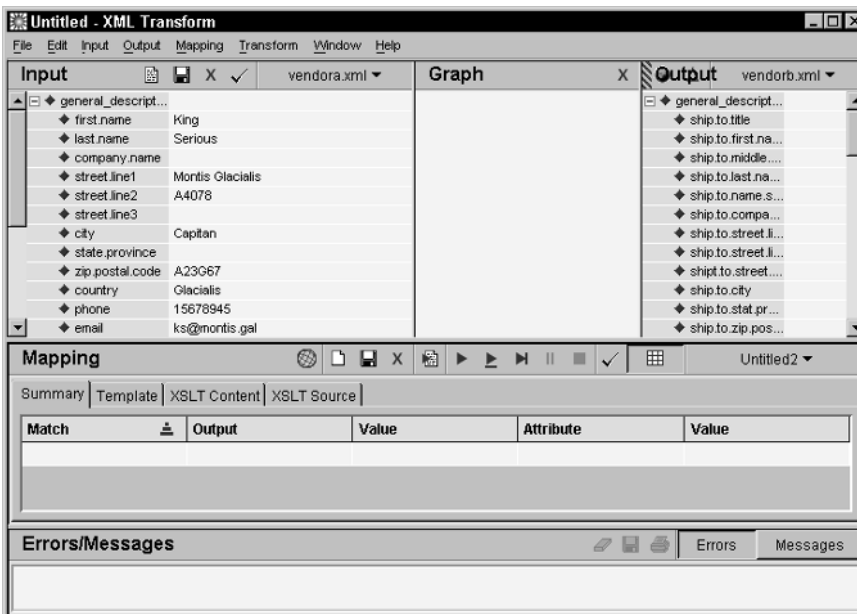 Untitled - XML Transform
File Edit Input Output Mapping Transform Window Help
Input X vendora.xml
Graph X
Output vendorb.xml
general_descript...
first.name King
last.name Serious
company.name
street.line1 Montis Glacialis
street.line2 A4078
street.line3
city Capitan
state.province
zip.postal.code A23G67
country Glacialis
phone 15678945
email ks@montis.gal
general_descript...
ship.to.title
ship.to.first.na...
ship.to.middle....
ship.to.last.na...
ship.to.name.s...
ship.to.compa...
ship.to.street.li...
ship.to.street.li...
shipt.to.street....
ship.to.city
ship.to.stat.pr...
ship.to.zip.pos...
Mapping X Untitled2
Summary Template XSLT Content XSLT Source
Match Output Value Attribute Value
Errors/Messages Errors Messages